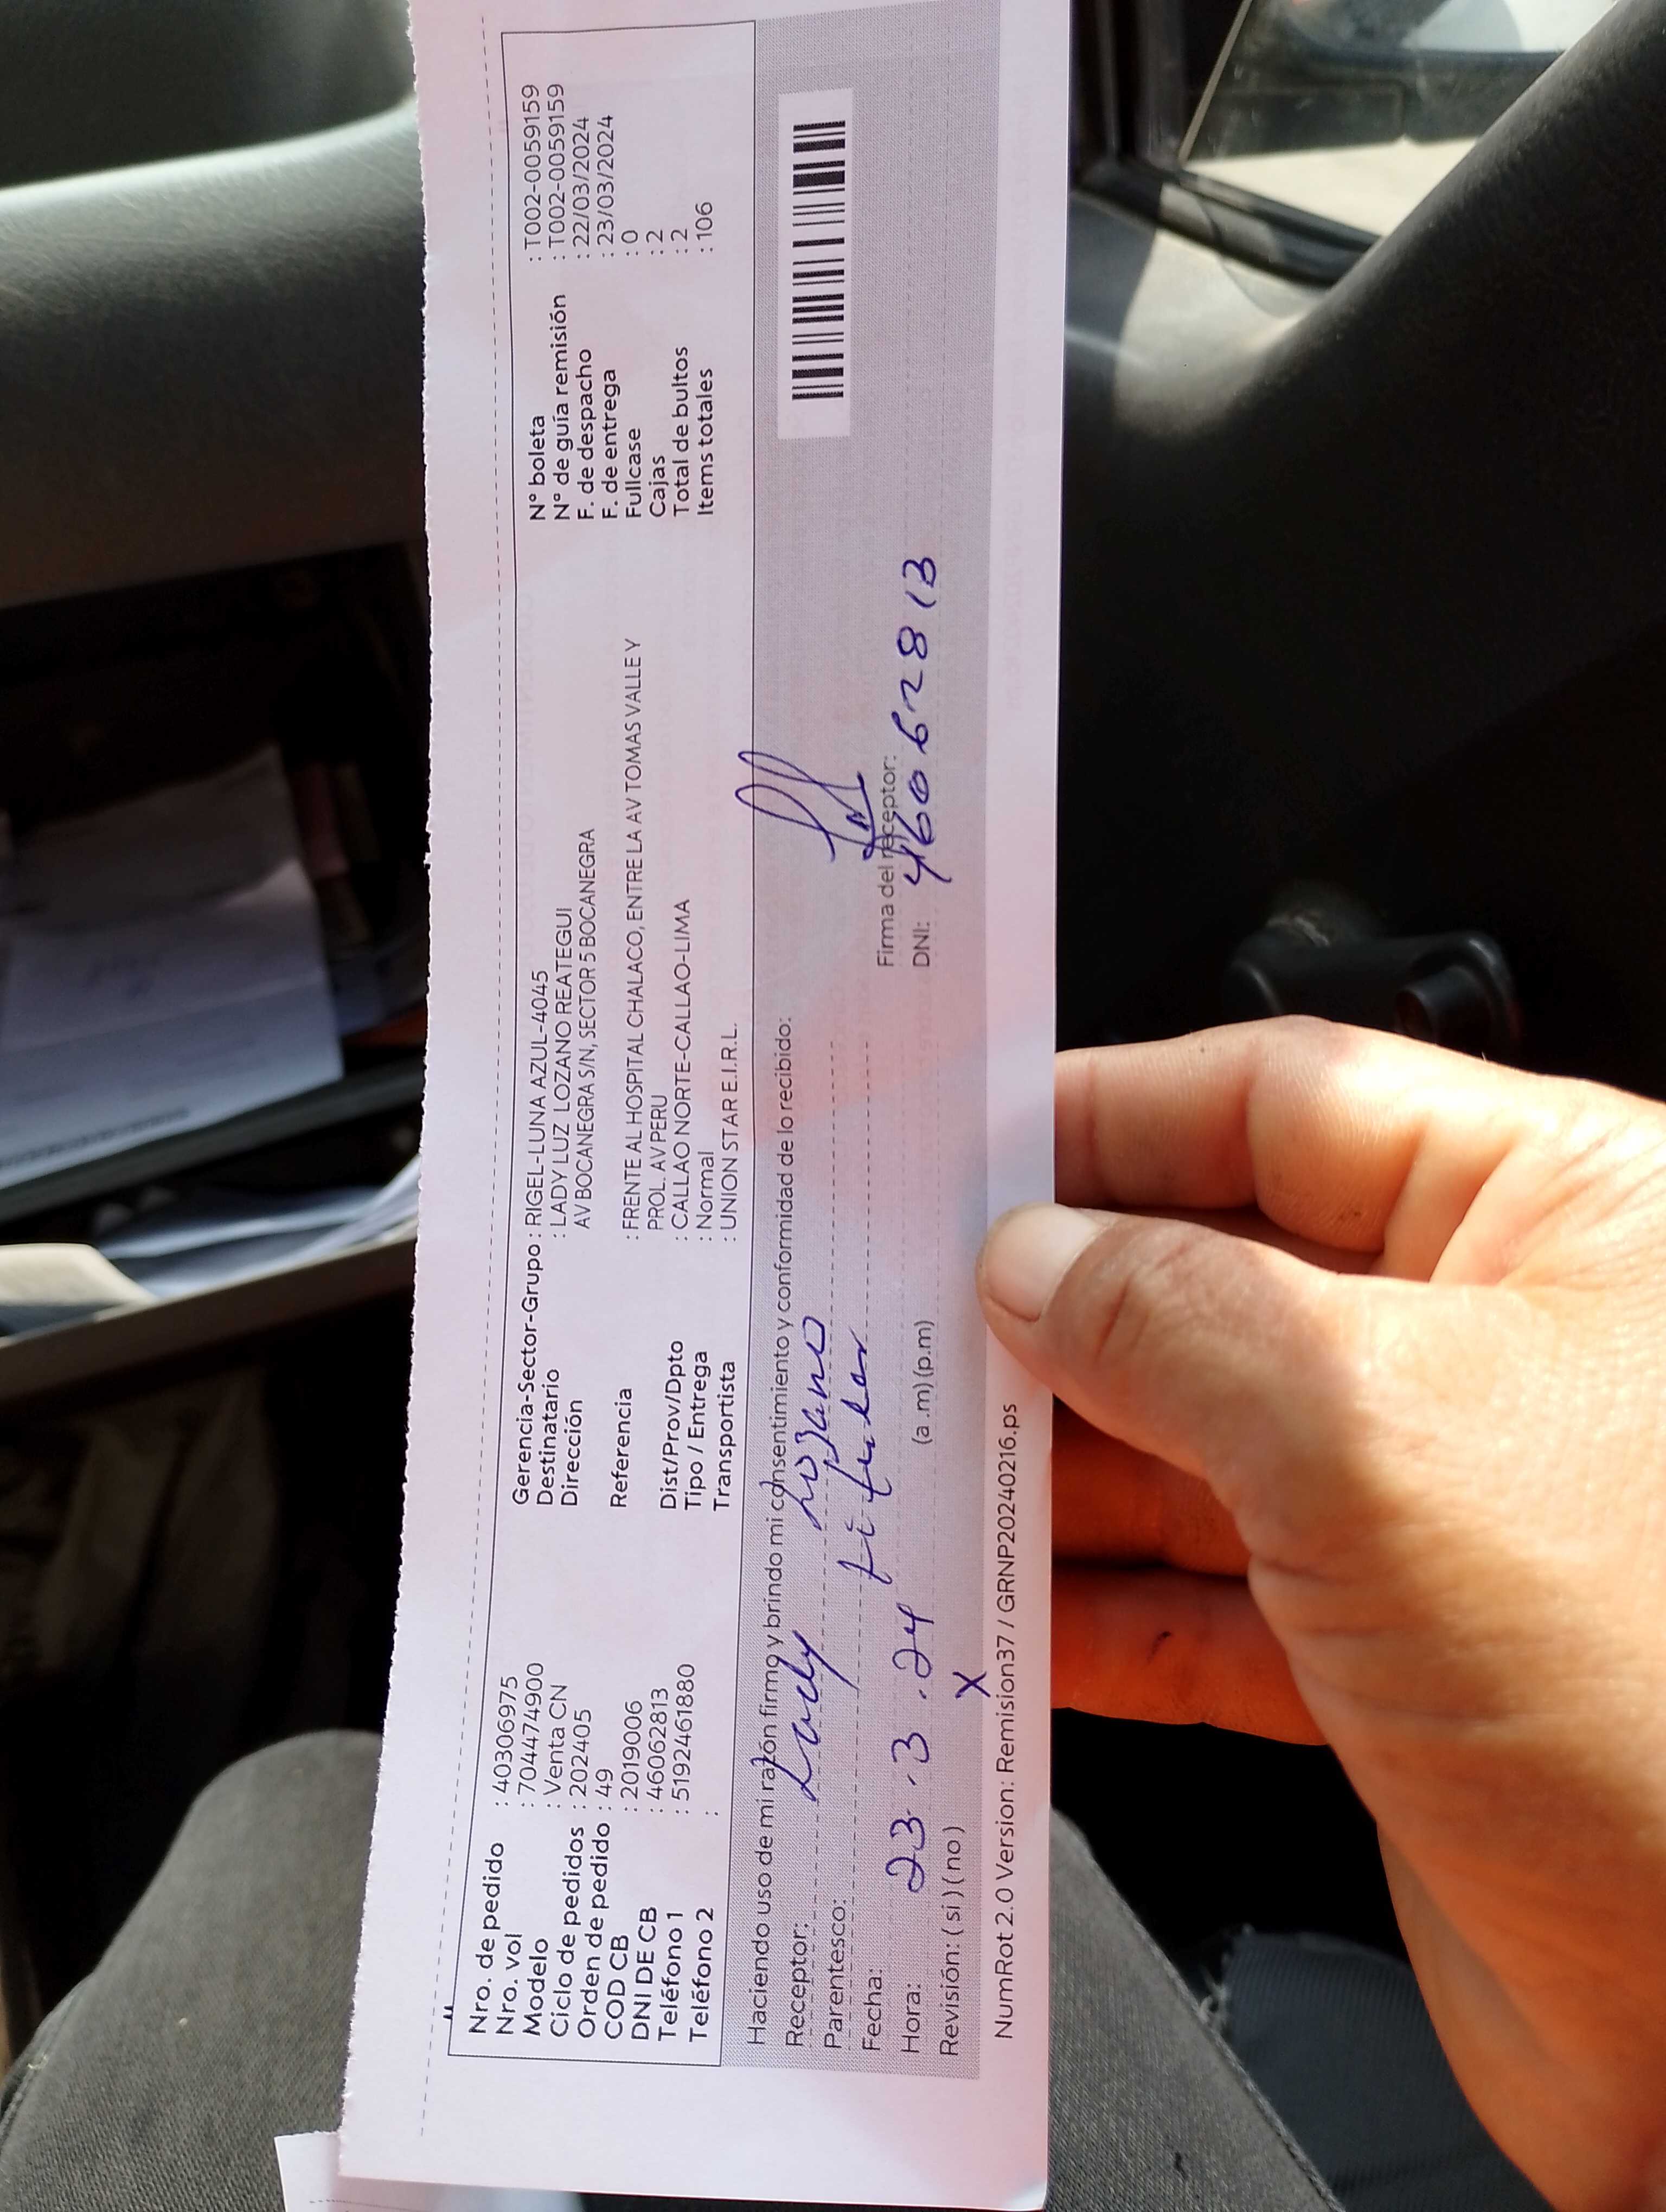 Nro. de pedido : 40306975
Nro. vol : 704474900
Modelo : Venta CN
Ciclo de pedidos : 202405
Orden de pedido : 49
COD CB : 2019006
DNI DE CB : 46062813
Teléfono 1 : 51924618​80
Teléfono 2 :
Gerencia-Sector-Grupo : RIGEL-LUNA AZUL-4045
Destinatario : LADY LUZ LOZANO REATEGUI
Dirección AV BOCANEGRA S/N, SECTOR 5 BOCANEGRA
Referencia : FRENTE AL HOSPITAL CHALACO, ENTRE LA AV TOMAS VALLE Y
PROL. AV PERU
Dist/Prov/Dpto : CALLAO NORTE-CALLAO-LIMA
Tipo / Entrega : Normal
Transportista : UNION STAR E.I.R.L.
N° boleta : T002-0059159
N° de guía remisión : T002-0059159
F. de despacho : 22/03/2024
F. de entrega : 23/03/2024
Fullcase : 0
Cajas : 2
Total de bultos : 2
Items totales : 106
Haciendo uso de mi razón firmo y brindo mi consentimiento y conformidad de lo recibido:
Receptor: Lady Lozano
Parentesco: titular
Fecha: 23.3.24
Hora: (a.m)(p.m)
Revisión: ( si ) ( no ) X
Firma del receptor:
DNI: 46062813
NumRot 2.0 Version: Remision37 / GRNP20240216.ps